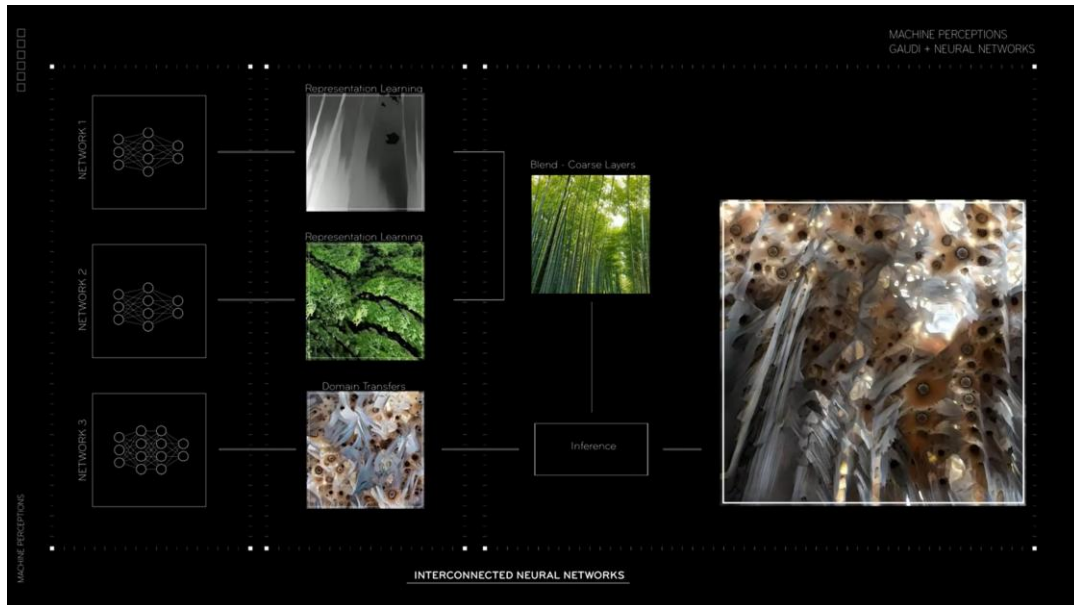 MACHINE PERCEPTIONS
GAUDI + NEURAL NETWORKS
NETWORK 1
Representation Learning
Blend - Coarse Layers
NETWORK 2
Representation Learning
NETWORK 3
Domain Transfers
Inference
MACHINE PERCEPTIONS
INTERCONNECTED NEURAL NETWORKS